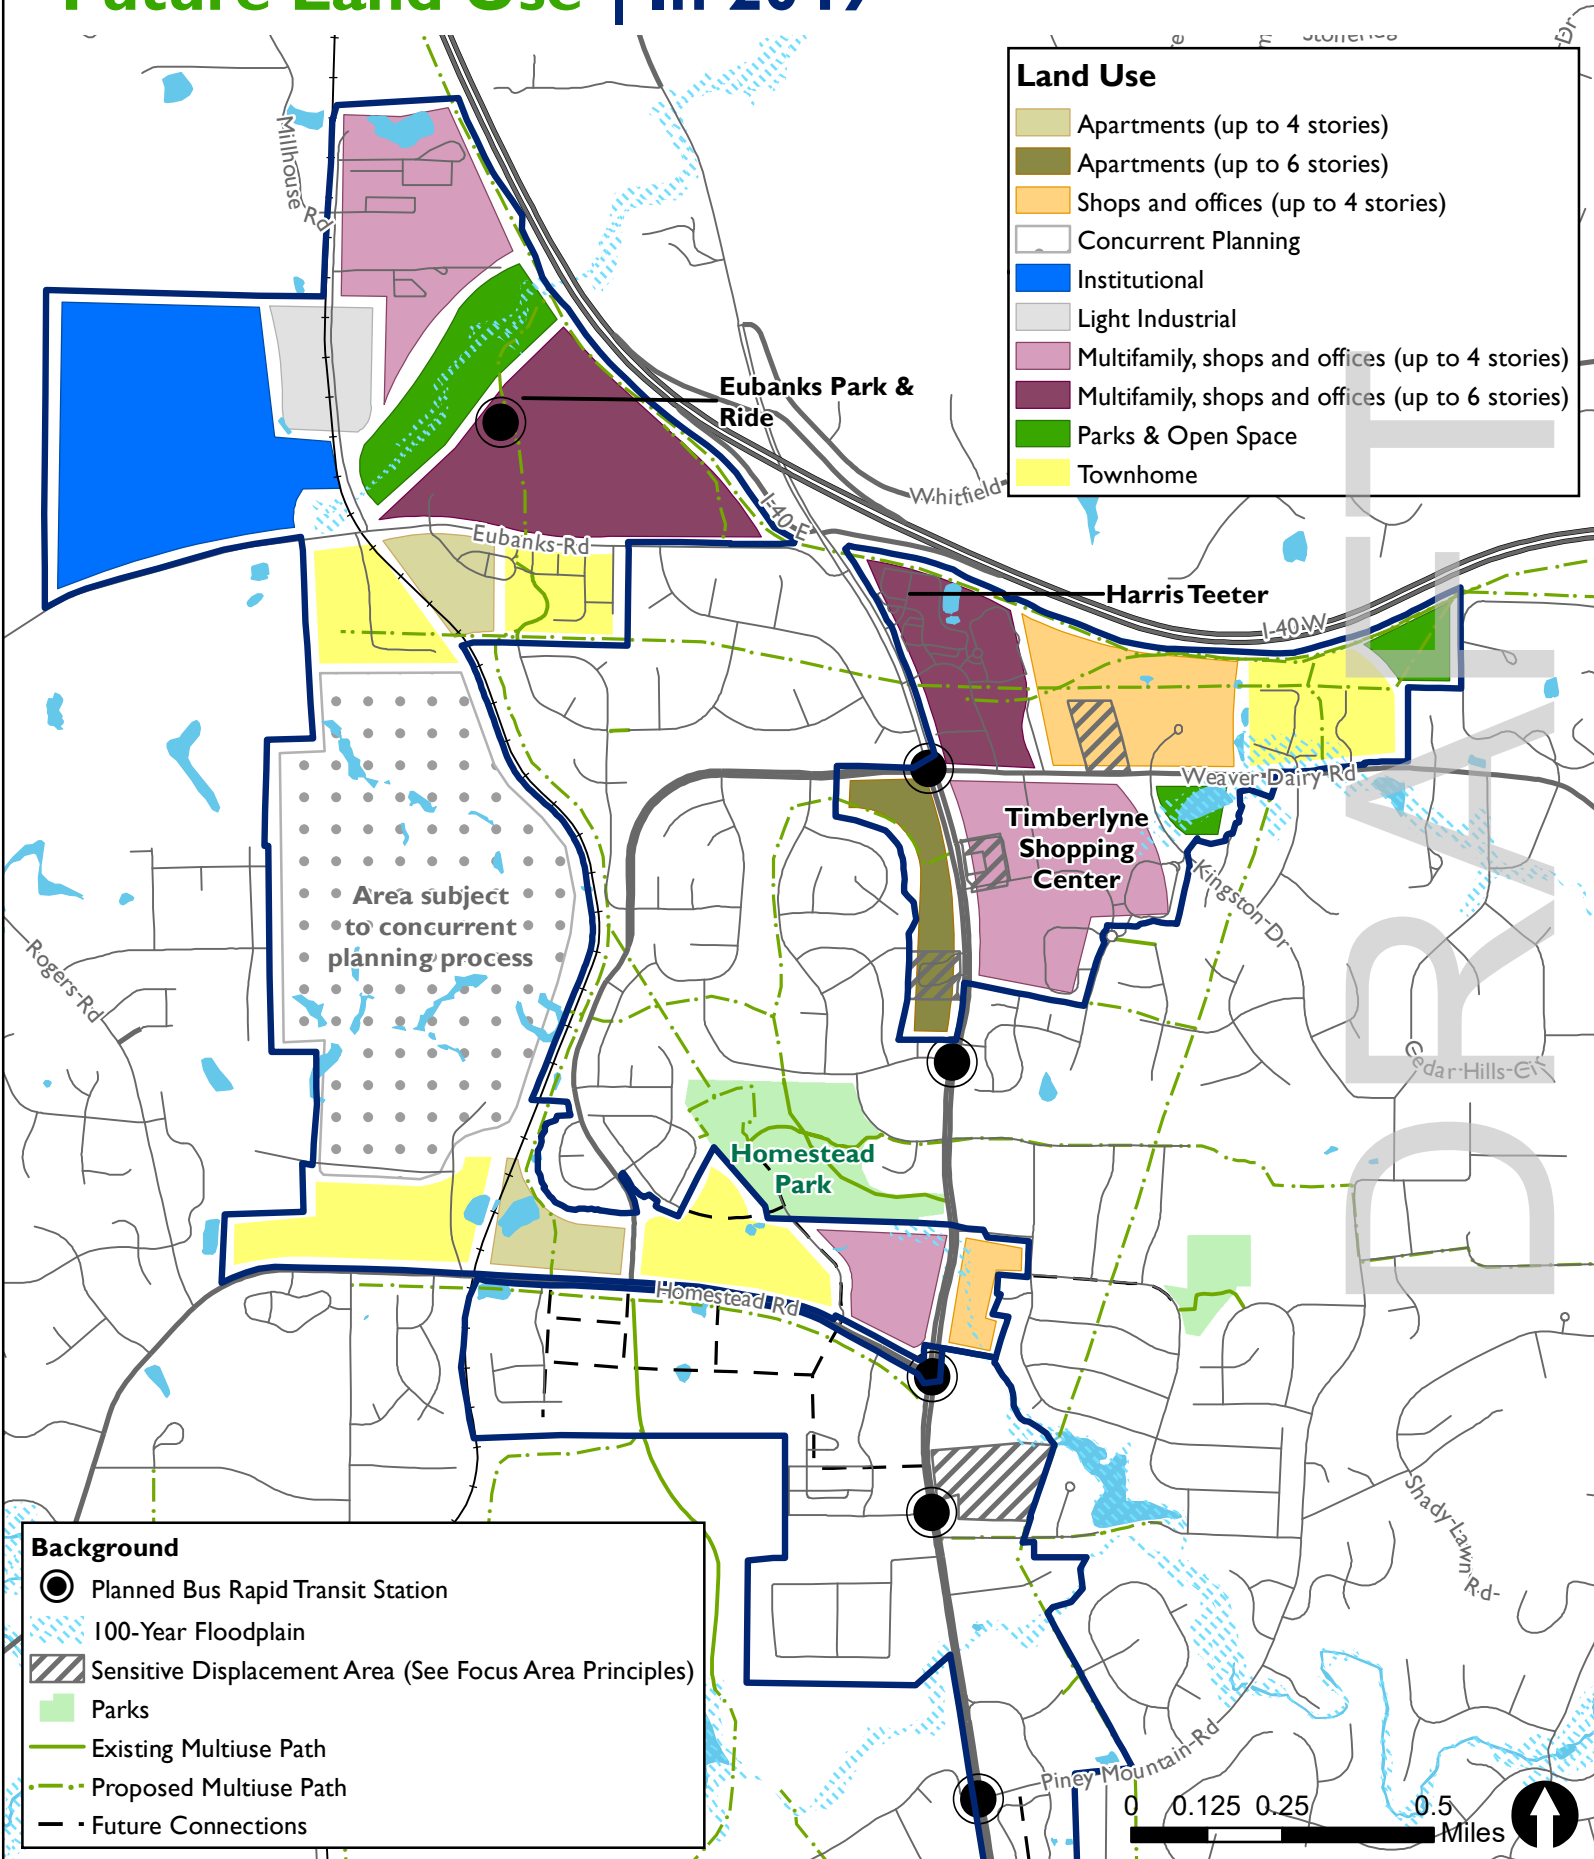 Future Land Use | In 2049
Land Use
Apartments (up to 4 stories)
Apartments (up to 6 stories)
Shops and offices (up to 4 stories)
Concurrent Planning
Institutional
Light Industrial
Multifamily, shops and offices (up to 4 stories)
Multifamily, shops and offices (up to 6 stories)
Parks & Open Space
Townhome
Millhouse Rd
Eubanks Park &
Ride
Whitfield
I-40-E
Eubanks-Rd
Harris Teeter
I-40-W
Weaver Dairy Rd
Timberlyne
Shopping
Center
Kingston-Dr
Area subject
to concurrent
planning process
Rogers-Rd
Cedar-Hills-Cir
Homestead
Park
Homestead Rd
Shady-Lawn Rd-
Piney Mountain-Rd
DRAFT
Background
Planned Bus Rapid Transit Station
100-Year Floodplain
Sensitive Displacement Area (See Focus Area Principles)
Parks
Existing Multiuse Path
Proposed Multiuse Path
Future Connections
0 0.125 0.25 0.5
Miles